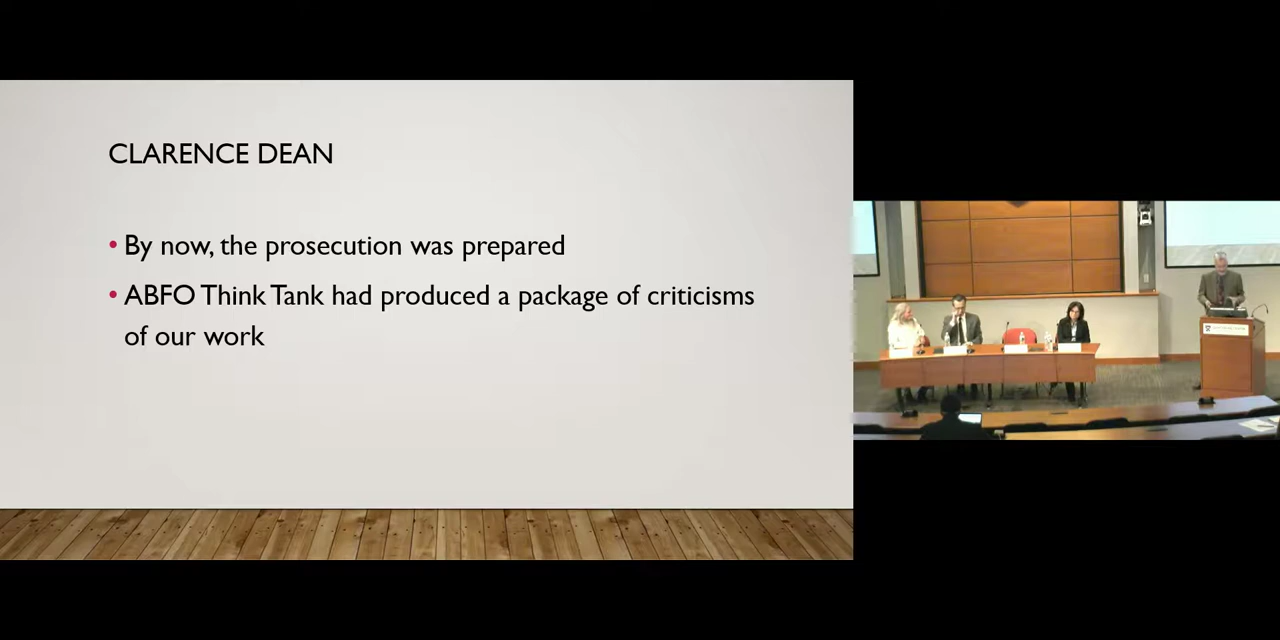 CLARENCE DEAN
• By now, the prosecution was prepared
• ABFO Think Tank had produced a package of criticisms
of our work